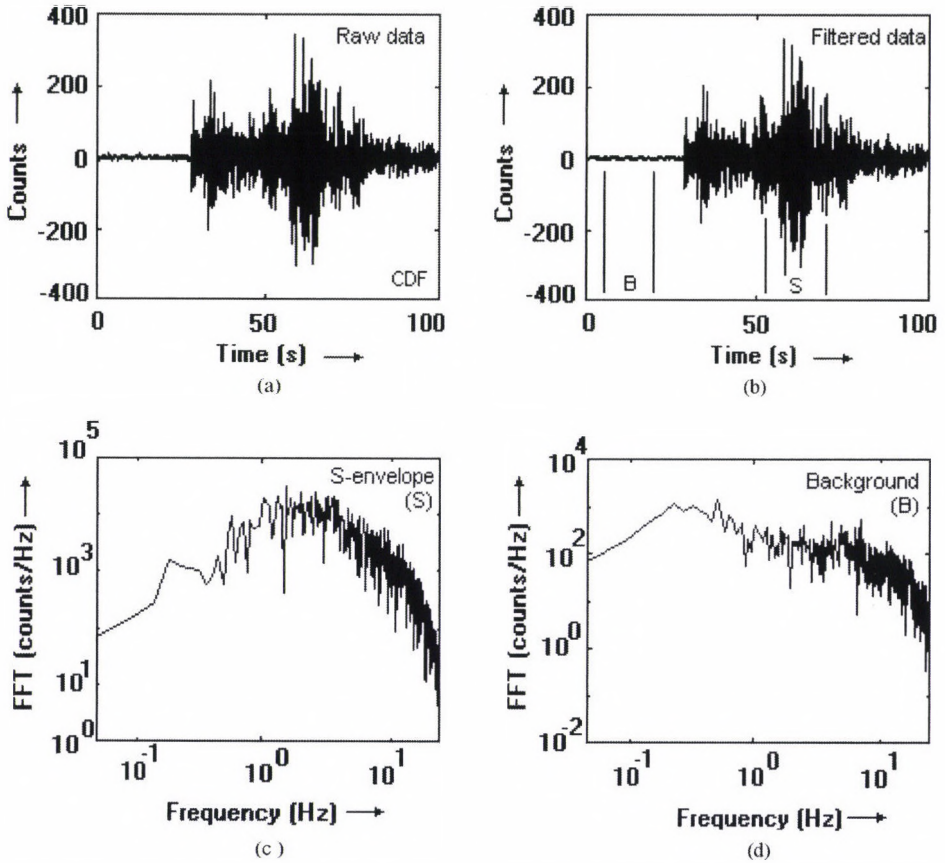 400
Raw data
200
0
-200
-400
CDF
Counts →
0 50 100
Time (s) →
(a)
400
Filtered data
200
0
-200
-400
B S
Counts →
0 50 100
Time (s) →
(b)
10^5
S-envelope
(S)
10^3
10^1
10^0
FFT (counts/Hz) →
10^-1 10^0 10^1
Frequency (Hz) →
(c )
10^4
Background
(B)
10^2
10^0
10^-2
FFT (counts/Hz) →
10^-1 10^0 10^1
Frequency (Hz) →
(d)